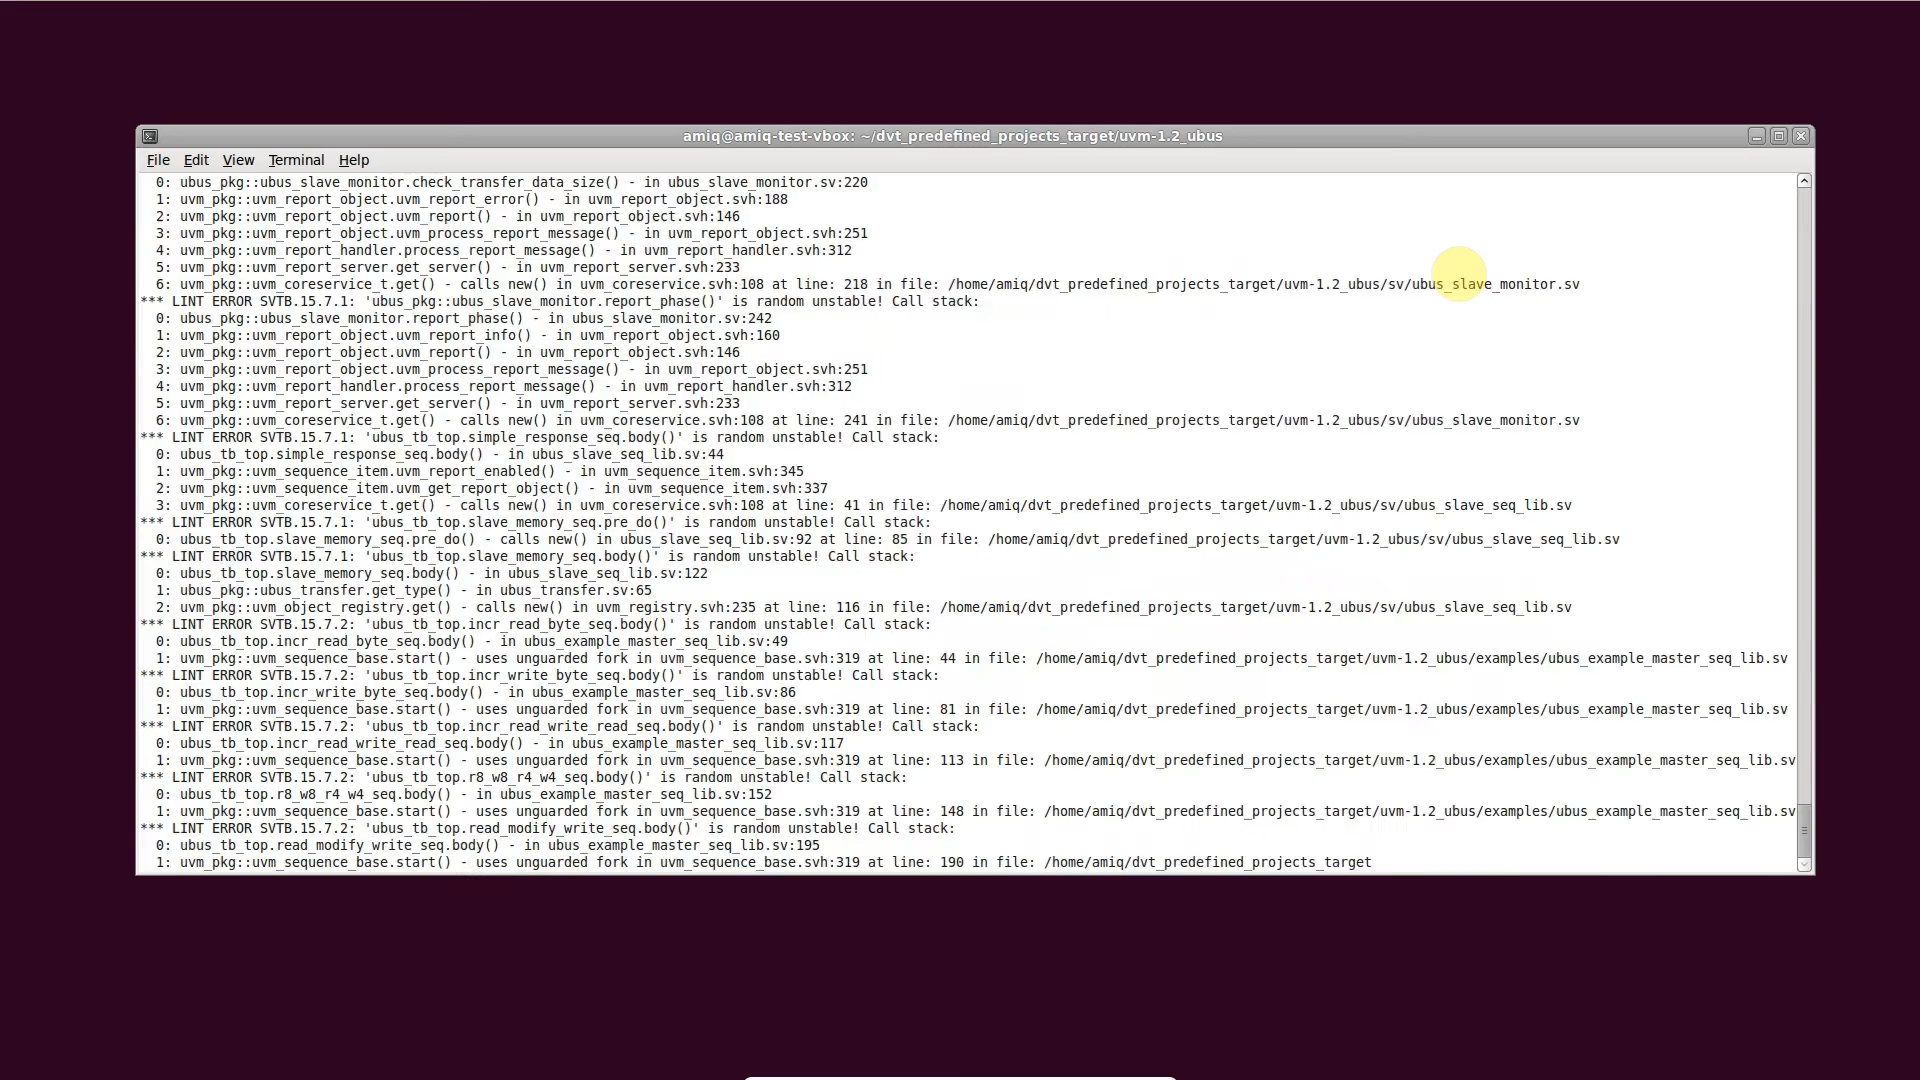 amiq@amiq-test-vbox: ~/dvt_predefined_projects_target/uvm-1.2_ubus
File Edit View Terminal Help
0: ubus_pkg::ubus_slave_monitor.check_transfer_data_size() - in ubus_slave_monitor.sv:220
1: uvm_pkg::uvm_report_object.uvm_report_error() - in uvm_report_object.svh:188
2: uvm_pkg::uvm_report_object.uvm_report() - in uvm_report_object.svh:146
3: uvm_pkg::uvm_report_object.uvm_process_report_message() - in uvm_report_object.svh:251
4: uvm_pkg::uvm_report_handler.process_report_message() - in uvm_report_handler.svh:312
5: uvm_pkg::uvm_report_server.get_server() - in uvm_report_server.svh:233
6: uvm_pkg::uvm_coreservice_t.get() - calls new() in uvm_coreservice.svh:108 at line: 218 in file: /home/amiq/dvt_predefined_projects_target/uvm-1.2_ubus/sv/ubus_slave_monitor.sv
*** LINT ERROR SVTB.15.7.1: 'ubus_pkg::ubus_slave_monitor.report_phase()' is random unstable! Call stack:
0: ubus_pkg::ubus_slave_monitor.report_phase() - in ubus_slave_monitor.sv:242
1: uvm_pkg::uvm_report_object.uvm_report_info() - in uvm_report_object.svh:160
2: uvm_pkg::uvm_report_object.uvm_report() - in uvm_report_object.svh:146
3: uvm_pkg::uvm_report_object.uvm_process_report_message() - in uvm_report_object.svh:251
4: uvm_pkg::uvm_report_handler.process_report_message() - in uvm_report_handler.svh:312
5: uvm_pkg::uvm_report_server.get_server() - in uvm_report_server.svh:233
6: uvm_pkg::uvm_coreservice_t.get() - calls new() in uvm_coreservice.svh:108 at line: 241 in file: /home/amiq/dvt_predefined_projects_target/uvm-1.2_ubus/sv/ubus_slave_monitor.sv
*** LINT ERROR SVTB.15.7.1: 'ubus_tb_top.simple_response_seq.body()' is random unstable! Call stack:
0: ubus_tb_top.simple_response_seq.body() - in ubus_slave_seq_lib.sv:44
1: uvm_pkg::uvm_sequence_item.uvm_report_enabled() - in uvm_sequence_item.svh:345
2: uvm_pkg::uvm_sequence_item.uvm_get_report_object() - in uvm_sequence_item.svh:337
3: uvm_pkg::uvm_coreservice_t.get() - calls new() in uvm_coreservice.svh:108 at line: 41 in file: /home/amiq/dvt_predefined_projects_target/uvm-1.2_ubus/sv/ubus_slave_seq_lib.sv
*** LINT ERROR SVTB.15.7.1: 'ubus_tb_top.slave_memory_seq.pre_do()' is random unstable! Call stack:
0: ubus_tb_top.slave_memory_seq.pre_do() - calls new() in ubus_slave_seq_lib.sv:92 at line: 85 in file: /home/amiq/dvt_predefined_projects_target/uvm-1.2_ubus/sv/ubus_slave_seq_lib.sv
*** LINT ERROR SVTB.15.7.1: 'ubus_tb_top.slave_memory_seq.body()' is random unstable! Call stack:
0: ubus_tb_top.slave_memory_seq.body() - in ubus_slave_seq_lib.sv:122
1: ubus_pkg::ubus_transfer.get_type() - in ubus_transfer.sv:65
2: uvm_pkg::uvm_object_registry.get() - calls new() in uvm_registry.svh:235 at line: 116 in file: /home/amiq/dvt_predefined_projects_target/uvm-1.2_ubus/sv/ubus_slave_seq_lib.sv
*** LINT ERROR SVTB.15.7.2: 'ubus_tb_top.incr_read_byte_seq.body()' is random unstable! Call stack:
0: ubus_tb_top.incr_read_byte_seq.body() - in ubus_example_master_seq_lib.sv:49
1: uvm_pkg::uvm_sequence_base.start() - uses unguarded fork in uvm_sequence_base.svh:319 at line: 44 in file: /home/amiq/dvt_predefined_projects_target/uvm-1.2_ubus/examples/ubus_example_master_seq_lib.sv
*** LINT ERROR SVTB.15.7.2: 'ubus_tb_top.incr_write_byte_seq.body()' is random unstable! Call stack:
0: ubus_tb_top.incr_write_byte_seq.body() - in ubus_example_master_seq_lib.sv:86
1: uvm_pkg::uvm_sequence_base.start() - uses unguarded fork in uvm_sequence_base.svh:319 at line: 81 in file: /home/amiq/dvt_predefined_projects_target/uvm-1.2_ubus/examples/ubus_example_master_seq_lib.sv
*** LINT ERROR SVTB.15.7.2: 'ubus_tb_top.incr_read_write_read_seq.body()' is random unstable! Call stack:
0: ubus_tb_top.incr_read_write_read_seq.body() - in ubus_example_master_seq_lib.sv:117
1: uvm_pkg::uvm_sequence_base.start() - uses unguarded fork in uvm_sequence_base.svh:319 at line: 113 in file: /home/amiq/dvt_predefined_projects_target/uvm-1.2_ubus/examples/ubus_example_master_seq_lib.sv
*** LINT ERROR SVTB.15.7.2: 'ubus_tb_top.r8_w8_r4_w4_seq.body()' is random unstable! Call stack:
0: ubus_tb_top.r8_w8_r4_w4_seq.body() - in ubus_example_master_seq_lib.sv:152
1: uvm_pkg::uvm_sequence_base.start() - uses unguarded fork in uvm_sequence_base.svh:319 at line: 148 in file: /home/amiq/dvt_predefined_projects_target/uvm-1.2_ubus/examples/ubus_example_master_seq_lib.sv
*** LINT ERROR SVTB.15.7.2: 'ubus_tb_top.read_modify_write_seq.body()' is random unstable! Call stack:
0: ubus_tb_top.read_modify_write_seq.body() - in ubus_example_master_seq_lib.sv:195
1: uvm_pkg::uvm_sequence_base.start() - uses unguarded fork in uvm_sequence_base.svh:319 at line: 190 in file: /home/amiq/dvt_predefined_projects_target